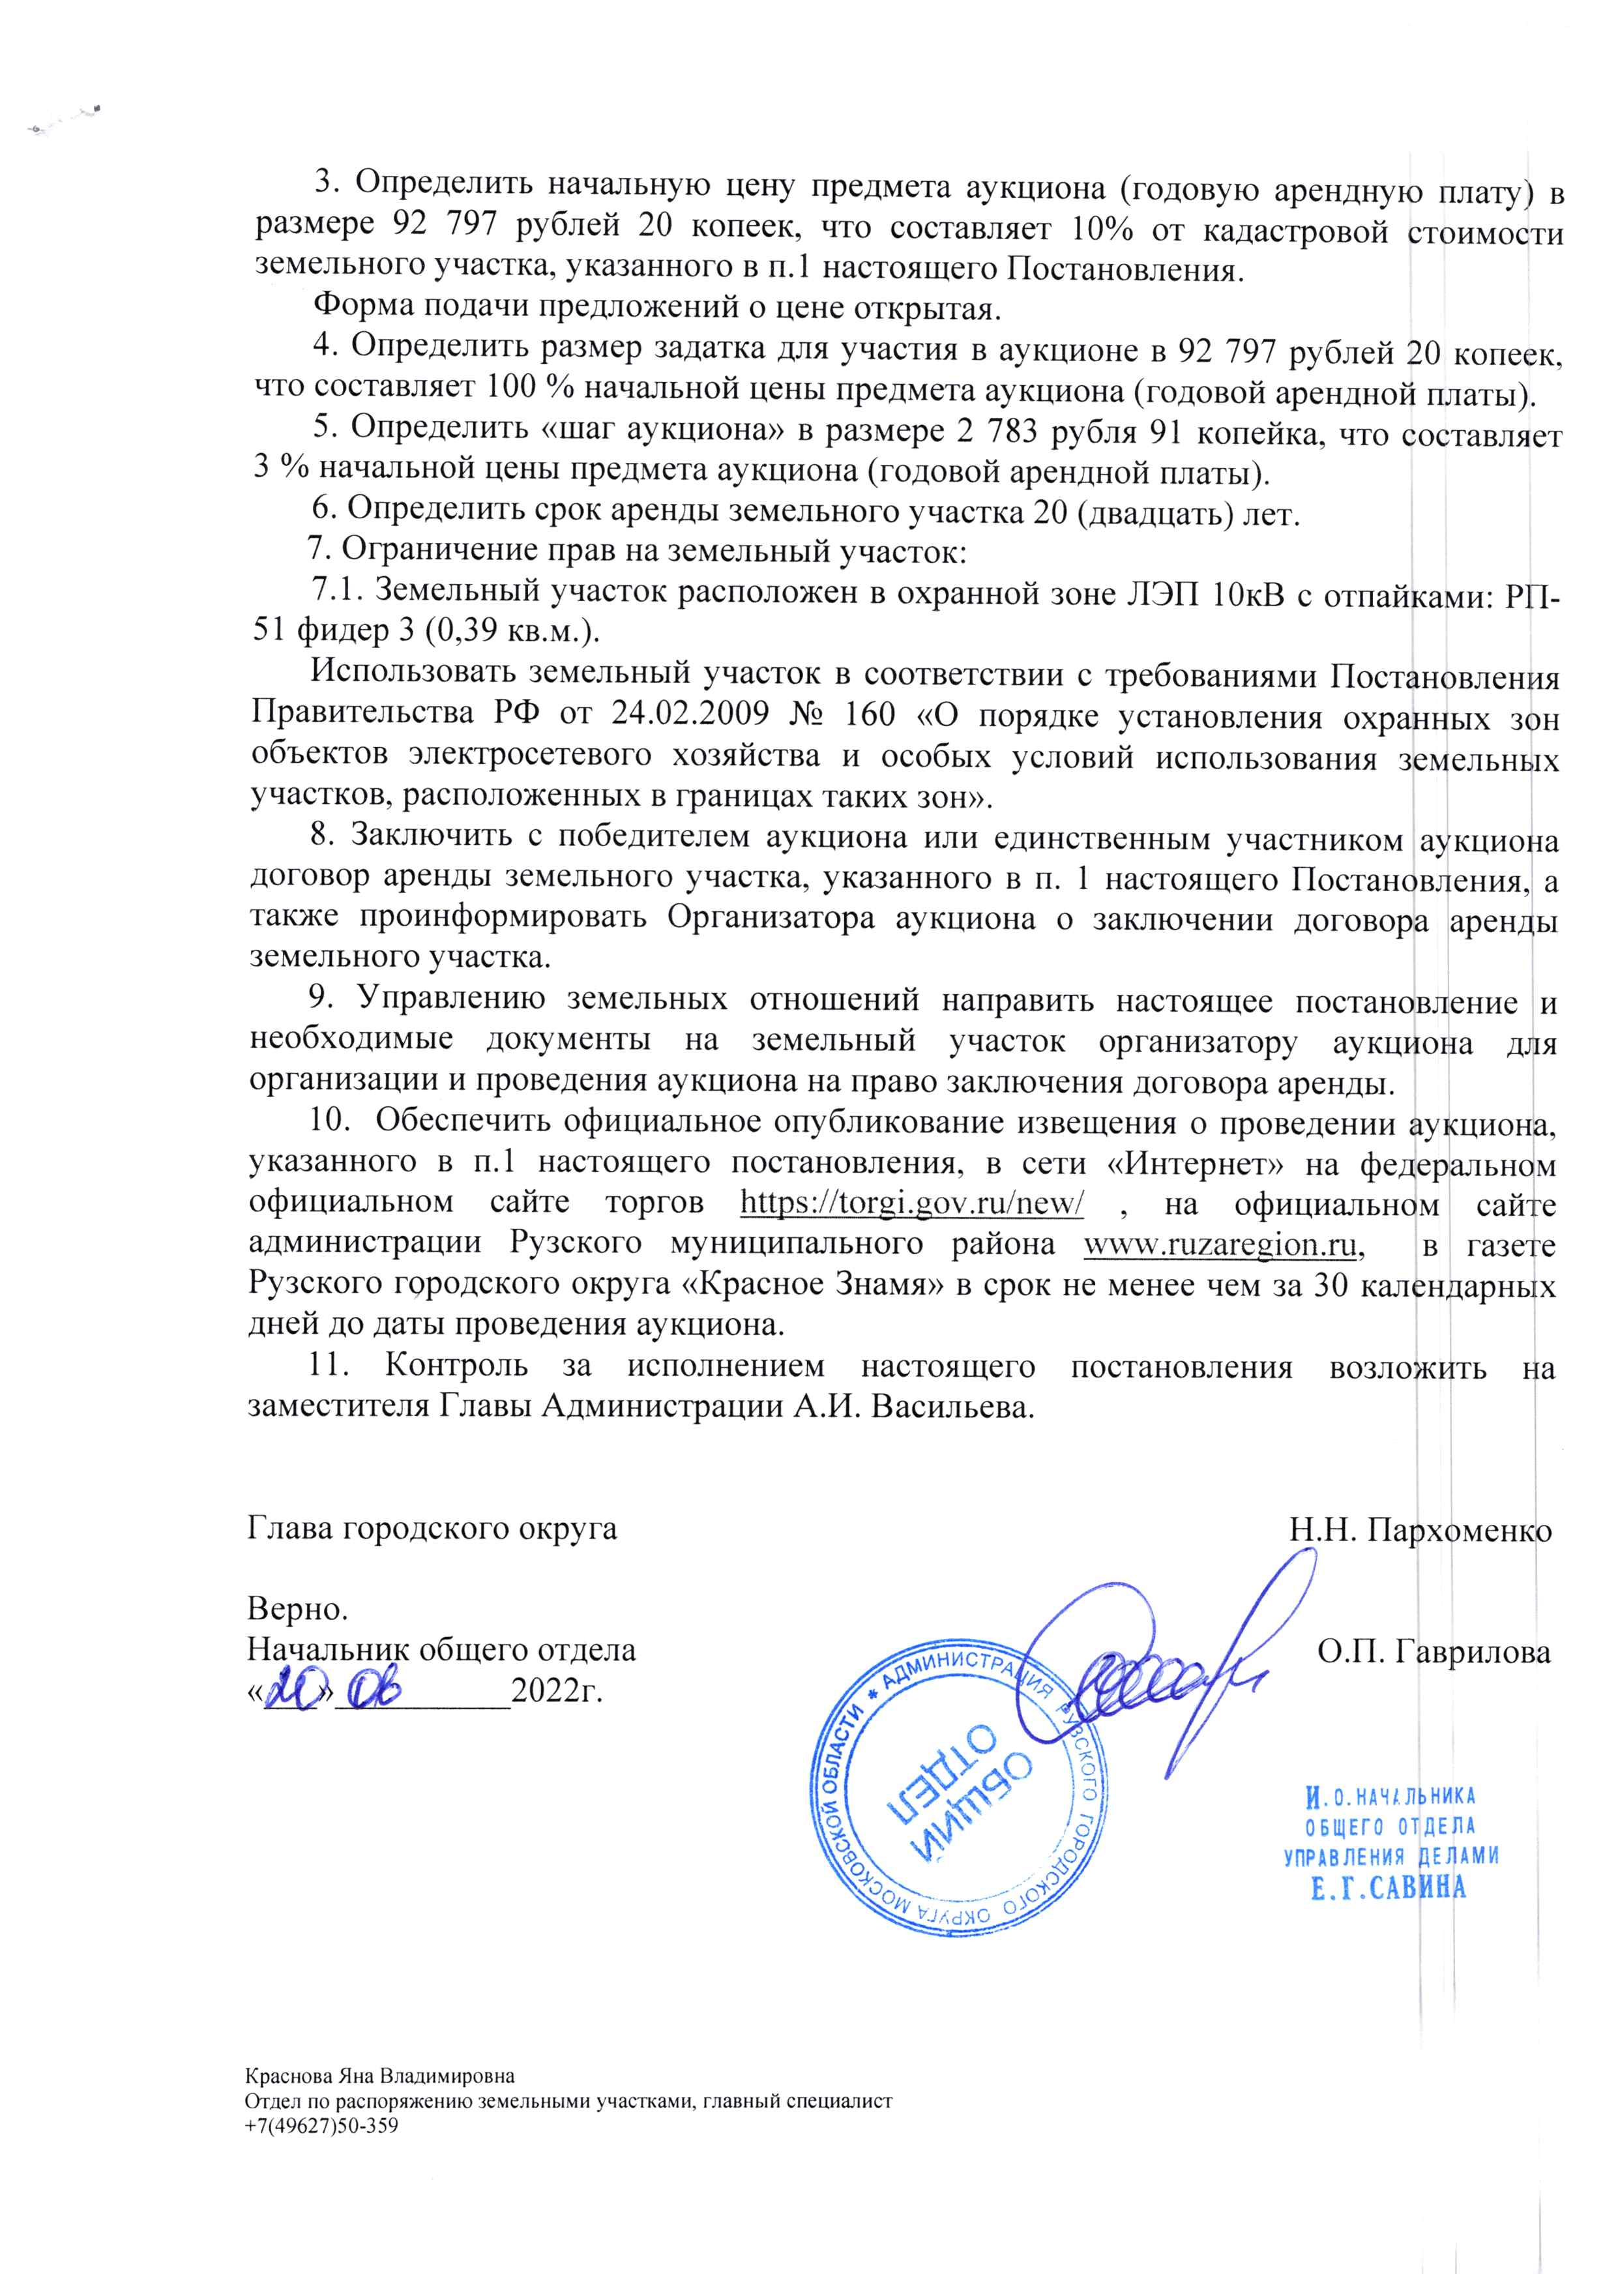 3. Определить начальную цену предмета аукциона (годовую арендную плату) в
размере 92 797 рублей 20 копеек, что составляет 10% от кадастровой стоимости
земельного участка, указанного в п.1 настоящего Постановления.
Форма подачи предложений о цене открытая.
4. Определить размер задатка для участия в аукционе в 92 797 рублей 20 копеек,
что составляет 100 % начальной цены предмета аукциона (годовой арендной платы).
5. Определить «шаг аукциона» в размере 2 783 рубля 91 копейка, что составляет
3 % начальной цены предмета аукциона (годовой арендной платы).
6. Определить срок аренды земельного участка 20 (двадцать) лет.
7. Ограничение прав на земельный участок:
7.1. Земельный участок расположен в охранной зоне ЛЭП 10кВ с отпайками: РП-
51 фидер 3 (0,39 кв.м.).
Использовать земельный участок в соответствии с требованиями Постановления
Правительства РФ от 24.02.2009 № 160 «О порядке установления охранных зон
объектов электросетевого хозяйства и особых условий использования земельных
участков, расположенных в границах таких зон».
8. Заключить с победителем аукциона или единственным участником аукциона
договор аренды земельного участка, указанного в п. 1 настоящего Постановления, а
также проинформировать Организатора аукциона о заключении договора аренды
земельного участка.
9. Управлению земельных отношений направить настоящее постановление и
необходимые документы на земельный участок организатору аукциона для
организации и проведения аукциона на право заключения договора аренды.
10. Обеспечить официальное опубликование извещения о проведении аукциона,
указанного в п.1 настоящего постановления, в сети «Интернет» на федеральном
официальном сайте торгов https://torgi.gov.ru/new/ , на официальном сайте
администрации Рузского муниципального района www.ruzaregion.ru, в газете
Рузского городского округа «Красное Знамя» в срок не менее чем за 30 календарных
дней до даты проведения аукциона.
11. Контроль за исполнением настоящего постановления возложить на
заместителя Главы Администрации А.И. Васильева.
Глава городского округа Н.Н. Пархоменко
Верно.
Начальник общего отдела О.П. Гаврилова
«20» 06 2022г.
* АДМИНИСТРАЦИЯ РУЗСКОГО ГОРОДСКОГО ОКРУГА МОСКОВСКОЙ ОБЛАСТИ
ОБЩИЙ
ОТДЕЛ
И.О.НАЧАЛЬНИКА
ОБЩЕГО ОТДЕЛА
УПРАВЛЕНИЯ ДЕЛАМИ
Е.Г.САВИНА
Краснова Яна Владимировна
Отдел по распоряжению земельными участками, главный специалист
+7(49627)50-359